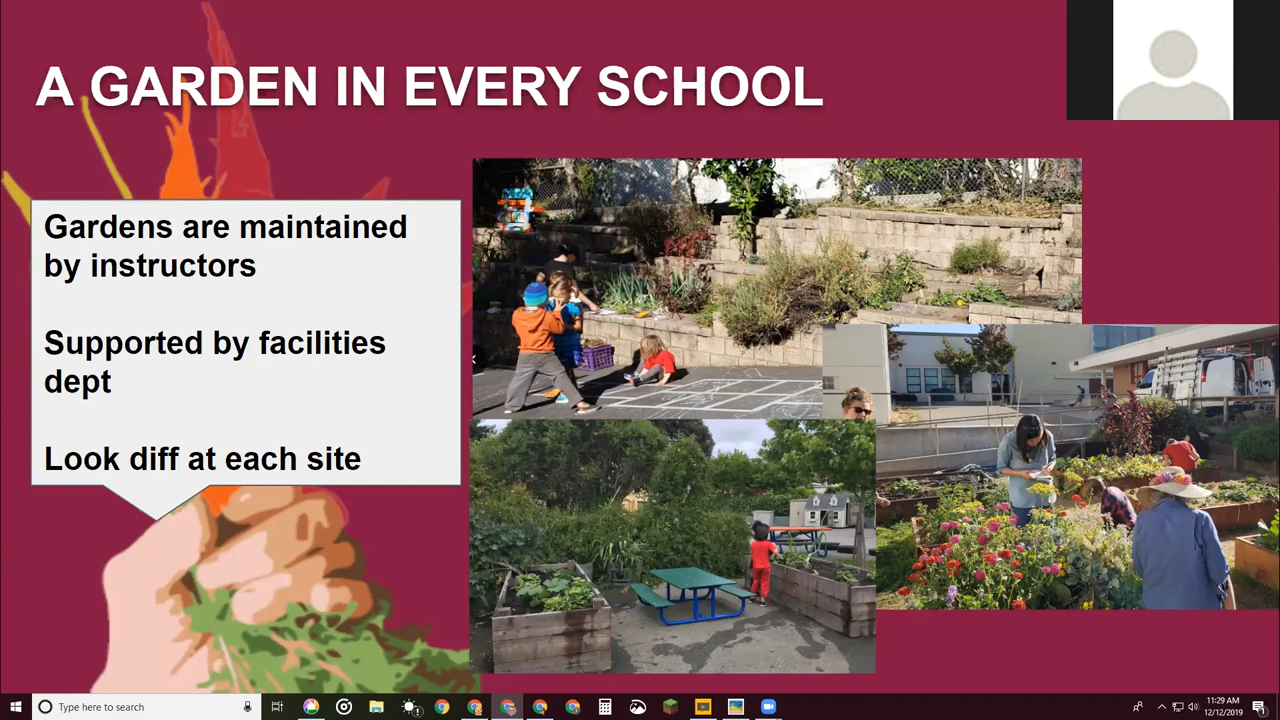 A GARDEN IN EVERY SCHOOL
Gardens are maintained
by instructors
Supported by facilities
dept
Look diff at each site
Type here to search
11:29 AM
12/12/2019